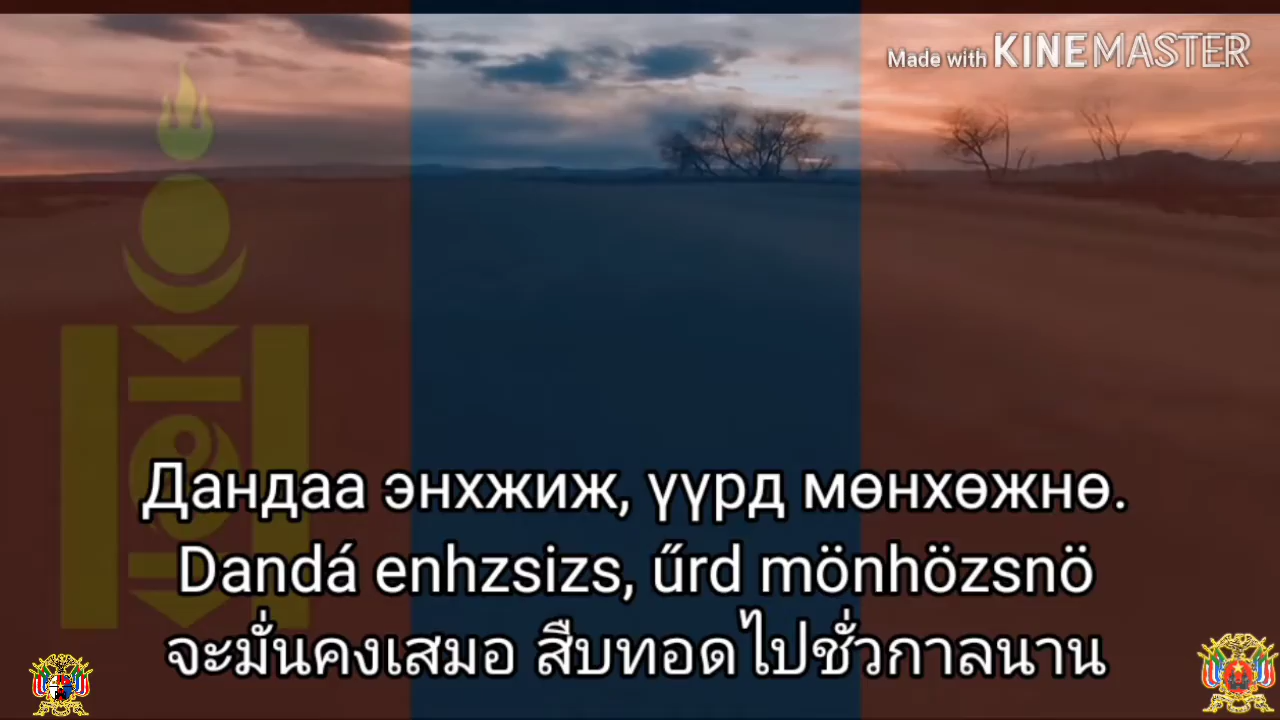 Made with KINEMASTER
Дандаа энхжиж, үүрд мөнхөжнө.
Dandá enhzsizs, űrd mönhözsnö
จะมั่นคงเสมอ สืบทอดไปชั่วกาลนาน